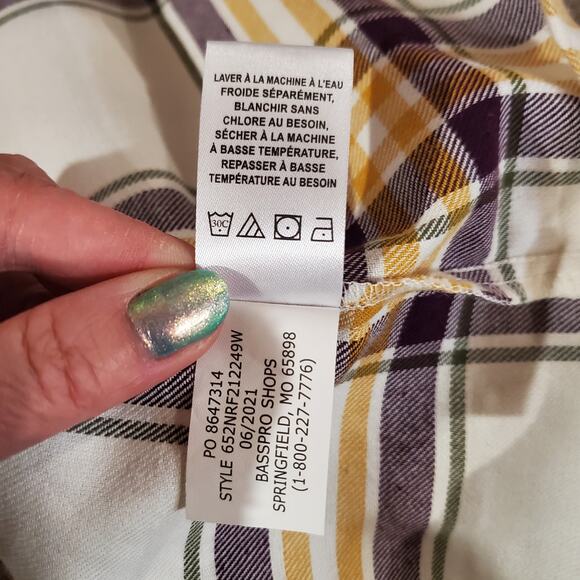 LAVER À LA MACHINE À L'EAU
FROIDE SÉPARÉMENT,
BLANCHIR SANS
CHLORE AU BESOIN,
SÉCHER À LA MACHINE
À BASSE TEMPÉRATURE,
REPASSER À BASSE
TEMPÉRATURE AU BESOIN
30C
PO 8647314
STYLE 652NRF212249W
06/2021
BASSPRO SHOPS
SPRINGFIELD, MO 65898
(1-800-227-7776)